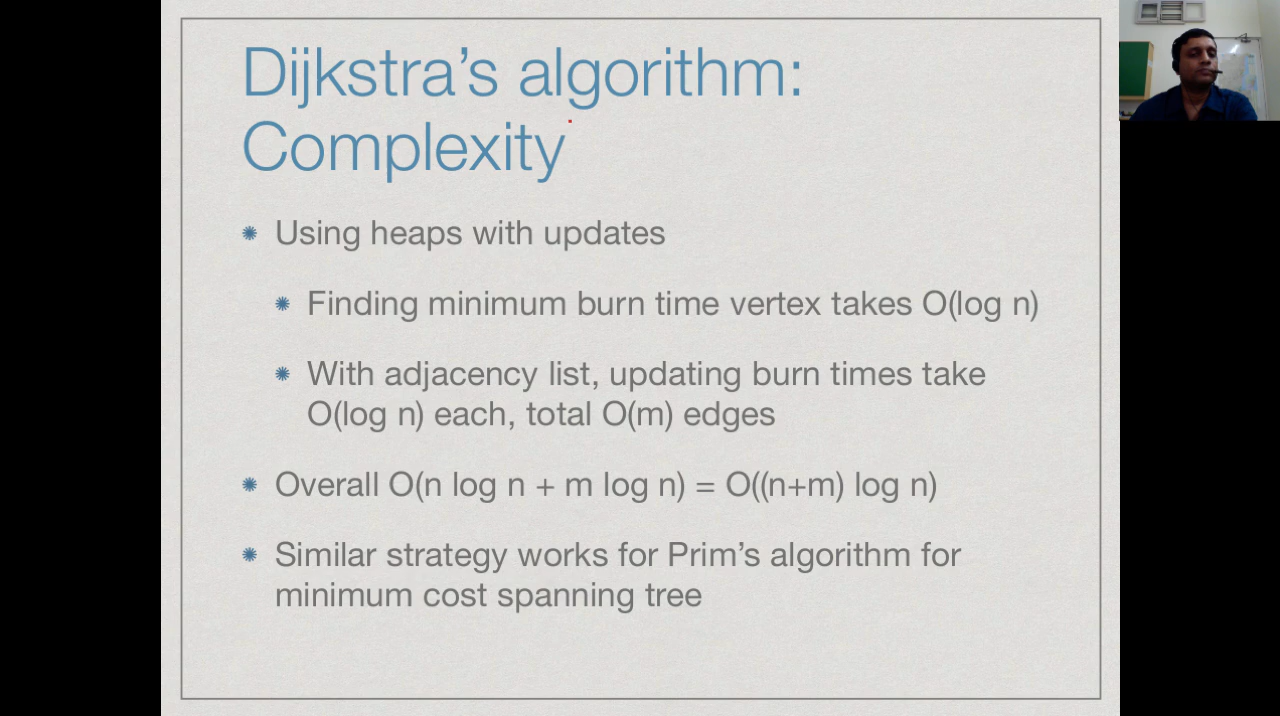 Dijkstra’s algorithm:
Complexity
Using heaps with updates
Finding minimum burn time vertex takes O(log n)
With adjacency list, updating burn times take
O(log n) each, total O(m) edges
Overall O(n log n + m log n) = O((n+m) log n)
Similar strategy works for Prim’s algorithm for
minimum cost spanning tree